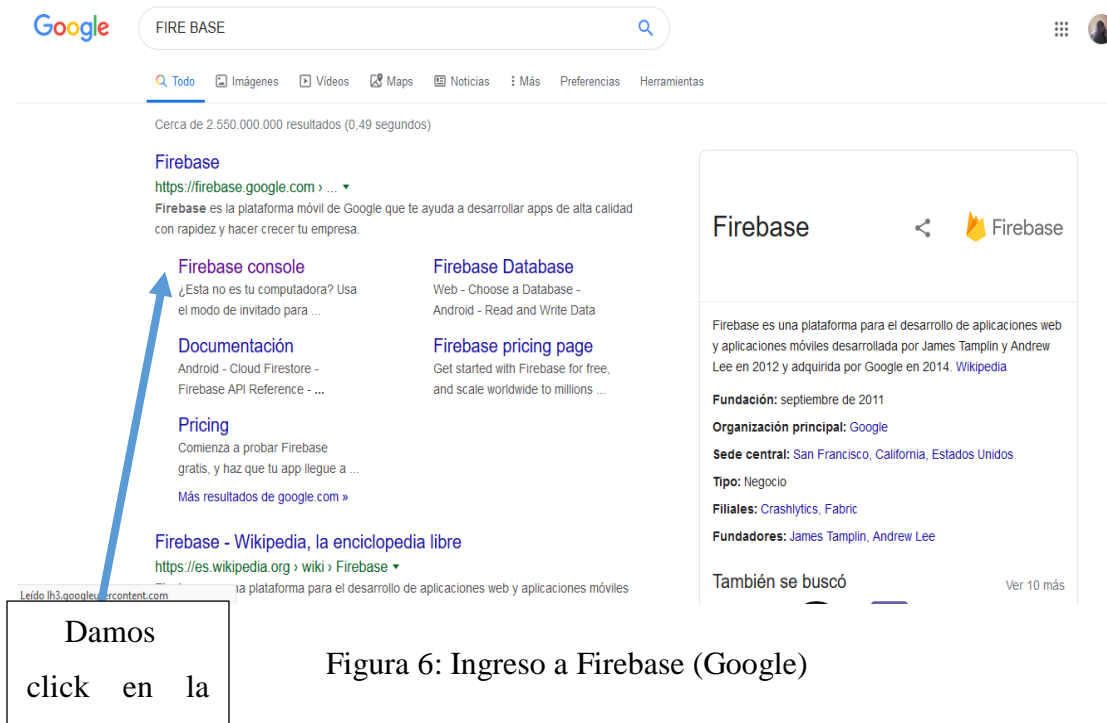 Google
FIRE BASE
Todo Imágenes Vídeos Maps Noticias Más Preferencias Herramientas
Cerca de 2.550.000.000 resultados (0,49 segundos)
Firebase
https://firebase.google.com › ...
Firebase es la plataforma móvil de Google que te ayuda a desarrollar apps de alta calidad
con rapidez y hacer crecer tu empresa.
Firebase console
¿Esta no es tu computadora? Usa
el modo de invitado para ...
Firebase Database
Web - Choose a Database -
Android - Read and Write Data
Documentación
Android - Cloud Firestore -
Firebase API Reference - ...
Firebase pricing page
Get started with Firebase for free,
and scale worldwide to millions ...
Pricing
Comienza a probar Firebase
gratis, y haz que tu app llegue a ...
Más resultados de google.com »
Firebase - Wikipedia, la enciclopedia libre
https://es.wikipedia.org › wiki › Firebase
plataforma para el desarrollo de aplicaciones web y aplicaciones móviles
Leído lh3.googleusercontent.com
Firebase
Firebase
Firebase es una plataforma para el desarrollo de aplicaciones web
y aplicaciones móviles desarrollada por James Tamplin y Andrew
Lee en 2012 y adquirida por Google en 2014. Wikipedia
Fundación: septiembre de 2011
Organización principal: Google
Sede central: San Francisco, California, Estados Unidos
Tipo: Negocio
Filiales: Crashlytics, Fabric
Fundadores: James Tamplin, Andrew Lee
También se buscó
Ver 10 más
Damos
click en la
Figura 6: Ingreso a Firebase (Google)